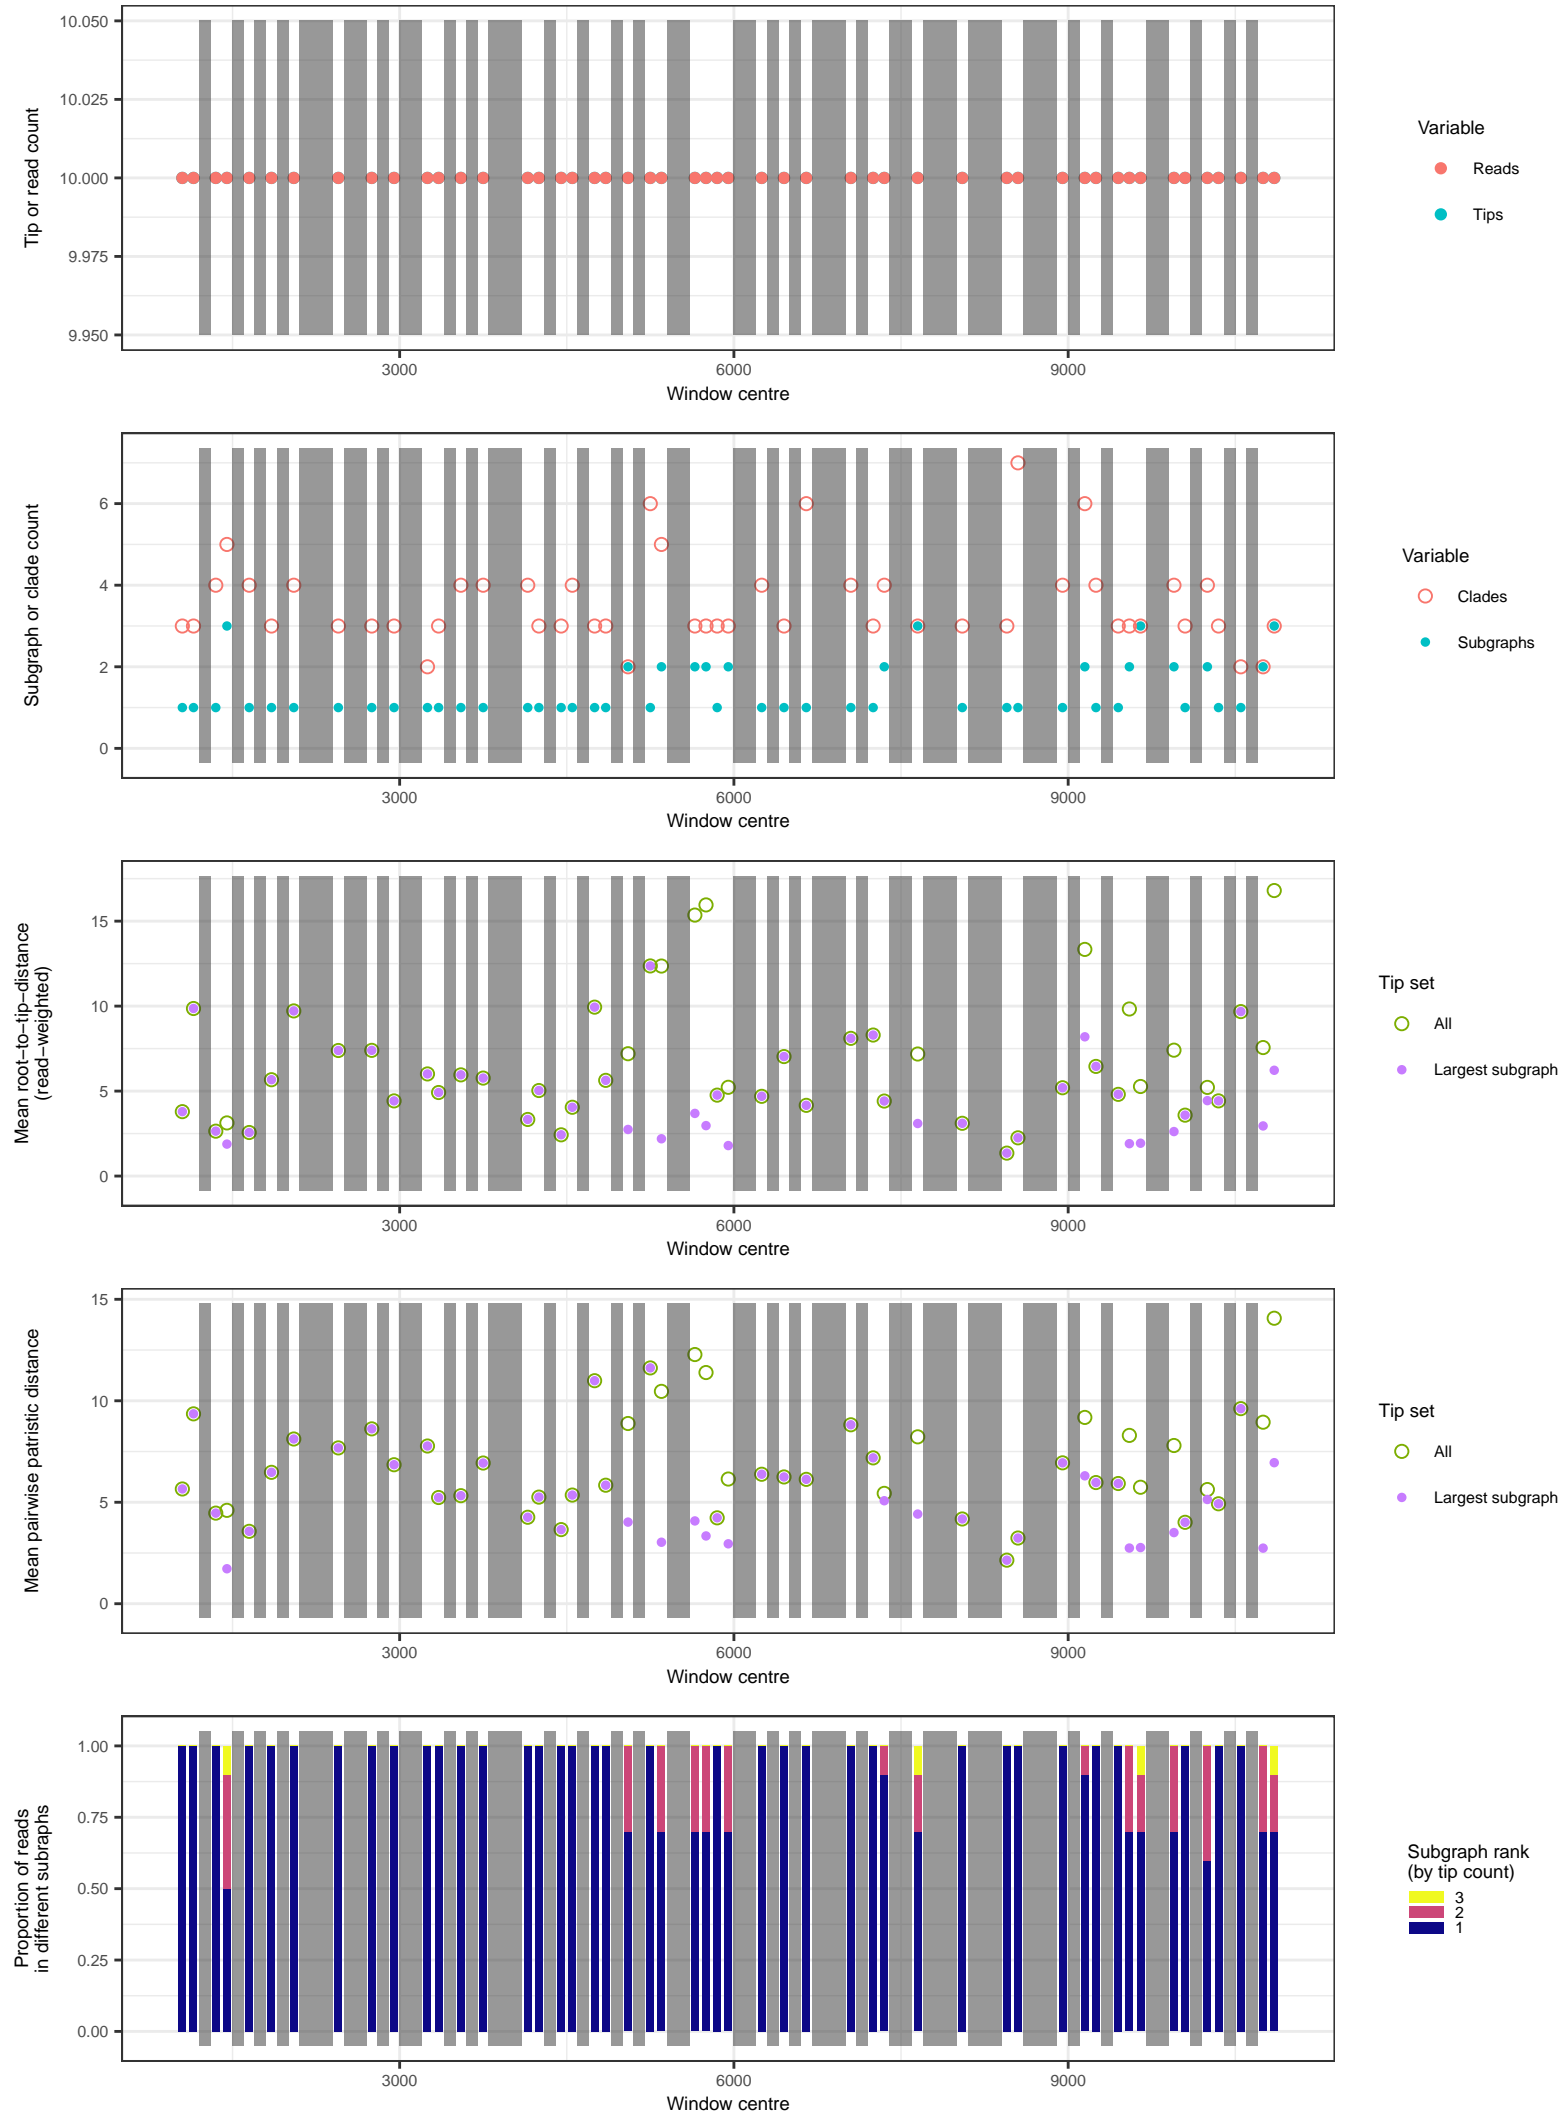 10.050
10.025
10.000
9.975
9.950
Tip or read count
3000
6000
9000
Window centre
Variable
Reads
Tips
6
4
2
0
Subgraph or clade count
3000
6000
9000
Window centre
Variable
Clades
Subgraphs
15
10
5
0
Mean root−to−tip−distance
(read−weighted)
3000
6000
9000
Window centre
Tip set
All
Largest subgraph
15
10
5
0
Mean pairwise patristic distance
3000
6000
9000
Window centre
Tip set
All
Largest subgraph
1.00
0.75
0.50
0.25
0.00
Proportion of reads
in different subraphs
3000
6000
9000
Window centre
Subgraph rank
(by tip count)
3
2
1